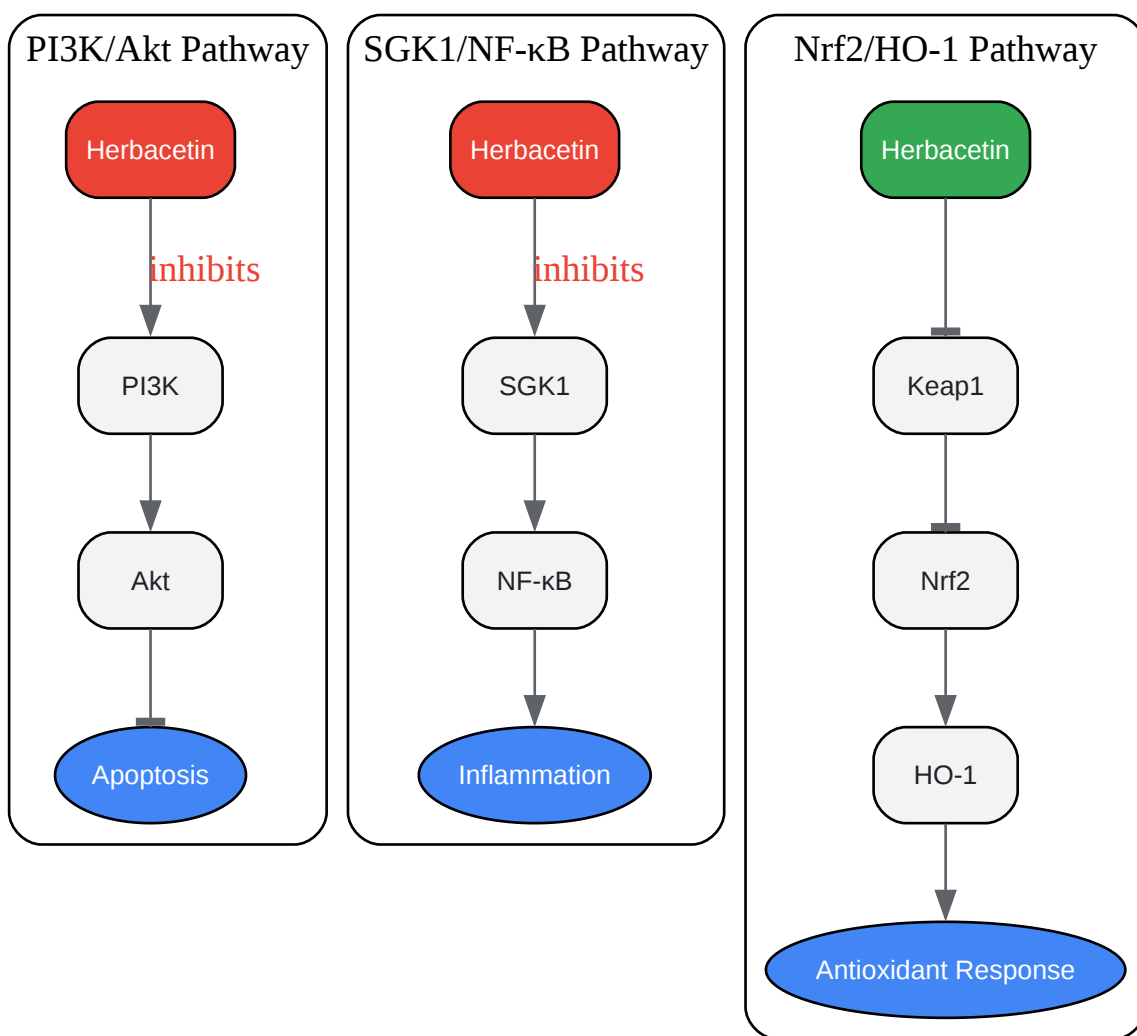 PI3K/Akt Pathway
Herbacetin
inhibits
PI3K
Akt
Apoptosis
SGK1/NF-κB Pathway
Herbacetin
inhibits
SGK1
NF-κB
Inflammation
Nrf2/HO-1 Pathway
Herbacetin
Keap1
Nrf2
HO-1
Antioxidant Response